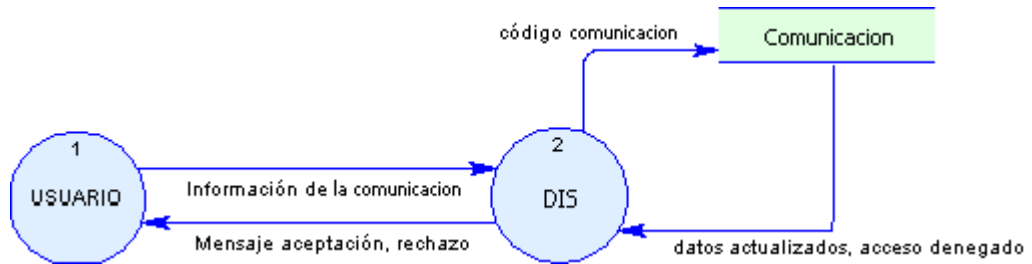 código comunicacion
Comunicacion
1
USUARIO
Información de la comunicacion
Mensaje aceptación, rechazo
2
DIS
datos actualizados, acceso denegado